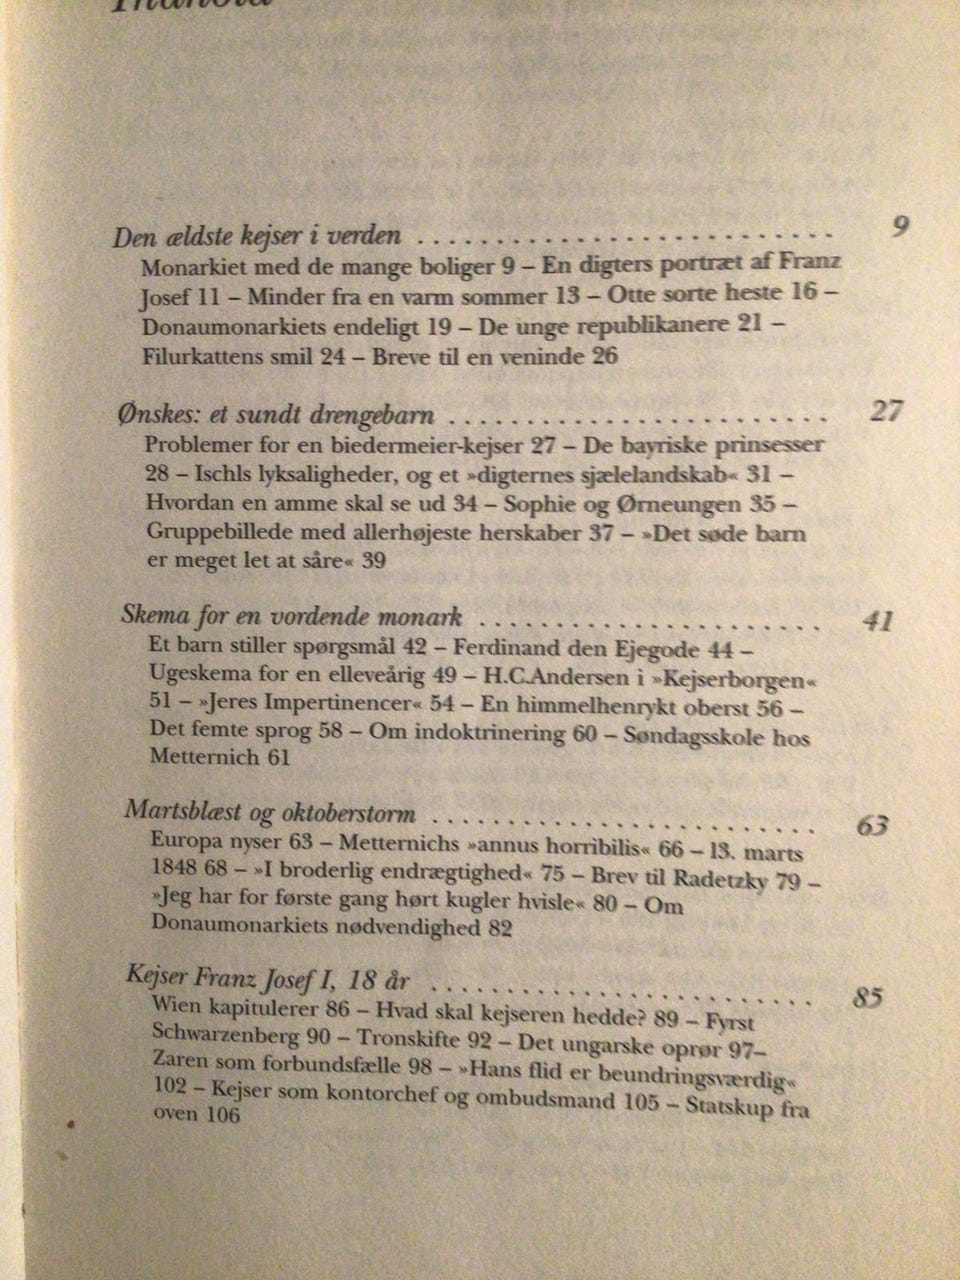 Indhold
Den ældste kejser i verden . . . . . . . . . . . . . . . . . . . . . . . . . . 9
Monarkiet med de mange boliger 9 – En digters portræt af Franz
Josef 11 – Minder fra en varm sommer 13 – Otte sorte heste 16 –
Donaumonarkiets endeligt 19 – De unge republikanere 21 –
Filurkattens smil 24 – Breve til en veninde 26
Ønskes: et sundt drengebarn . . . . . . . . . . . . . . . . . . . . . . . . 27
Problemer for en biedermeier-kejser 27 – De bayriske prinsesser
28 – Ischls lyksaligheder, og et »digternes sjælelandskab« 31 –
Hvordan en amme skal se ud 34 – Sophie og Ørneungen 35 –
Gruppebillede med allerhøjeste herskaber 37 – »Det søde barn
er meget let at såre« 39
Skema for en vordende monark . . . . . . . . . . . . . . . . . . . . . . 41
Et barn stiller spørgsmål 42 – Ferdinand den Ejegode 44 –
Ugeskema for en elleveårig 49 – H.C.Andersen i »Kejserborgen«
51 – »Jeres Impertinencer« 54 – En himmelhenrykt oberst 56 –
Det femte sprog 58 – Om indoktrinering 60 – Søndagsskole hos
Metternich 61
Martsblæst og oktoberstorm . . . . . . . . . . . . . . . . . . . . . . . . 63
Europa nyser 63 – Metternichs »annus horribilis« 66 – 13. marts
1848 68 – »I broderlig endrægtighed« 75 – Brev til Radetzky 79 –
»Jeg har for første gang hørt kugler hvisle« 80 – Om
Donaumonarkiets nødvendighed 82
Kejser Franz Josef I, 18 år . . . . . . . . . . . . . . . . . . . . . . . . 85
Wien kapitulerer 86 – Hvad skal kejseren hedde? 89 – Fyrst
Schwarzenberg 90 – Tronskifte 92 – Det ungarske oprør 97–
Zaren som forbundsfælle 98 – »Hans flid er beundringsværdig«
102 – Kejser som kontorchef og ombudsmand 105 – Statskup fra
oven 106